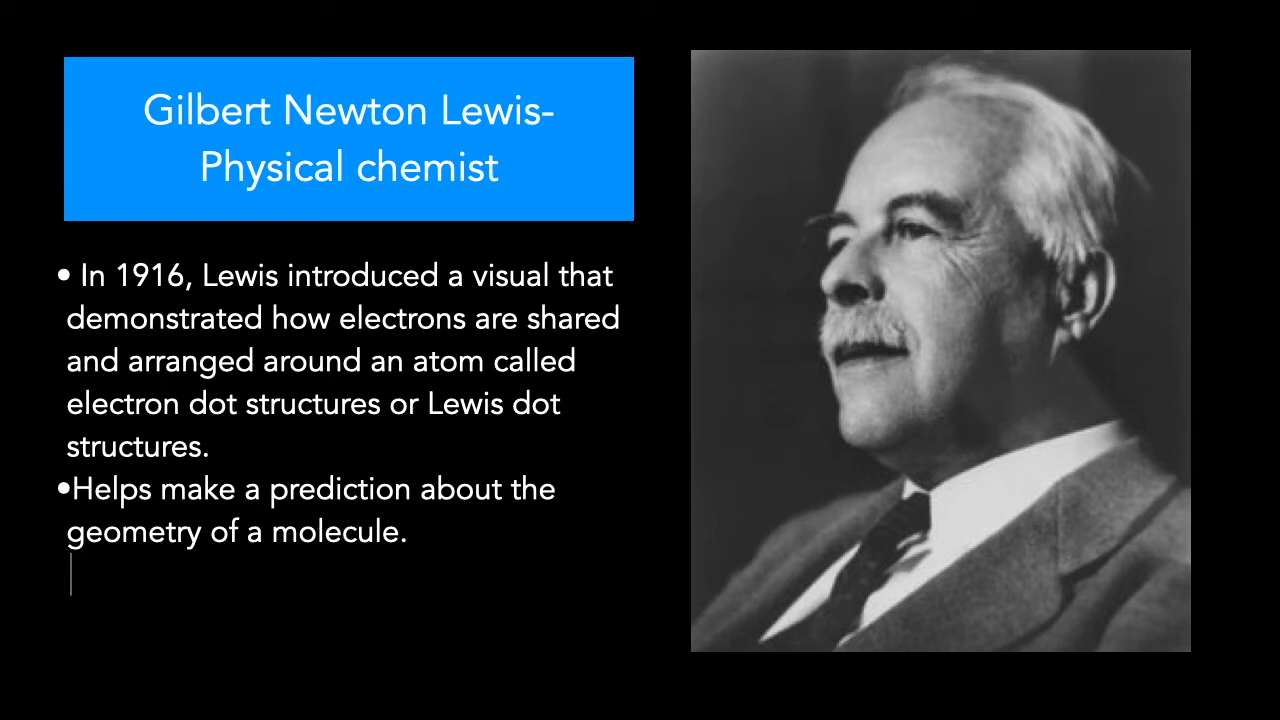 Gilbert Newton Lewis-
Physical chemist
• In 1916, Lewis introduced a visual that
demonstrated how electrons are shared
and arranged around an atom called
electron dot structures or Lewis dot
structures.
•Helps make a prediction about the
geometry of a molecule.